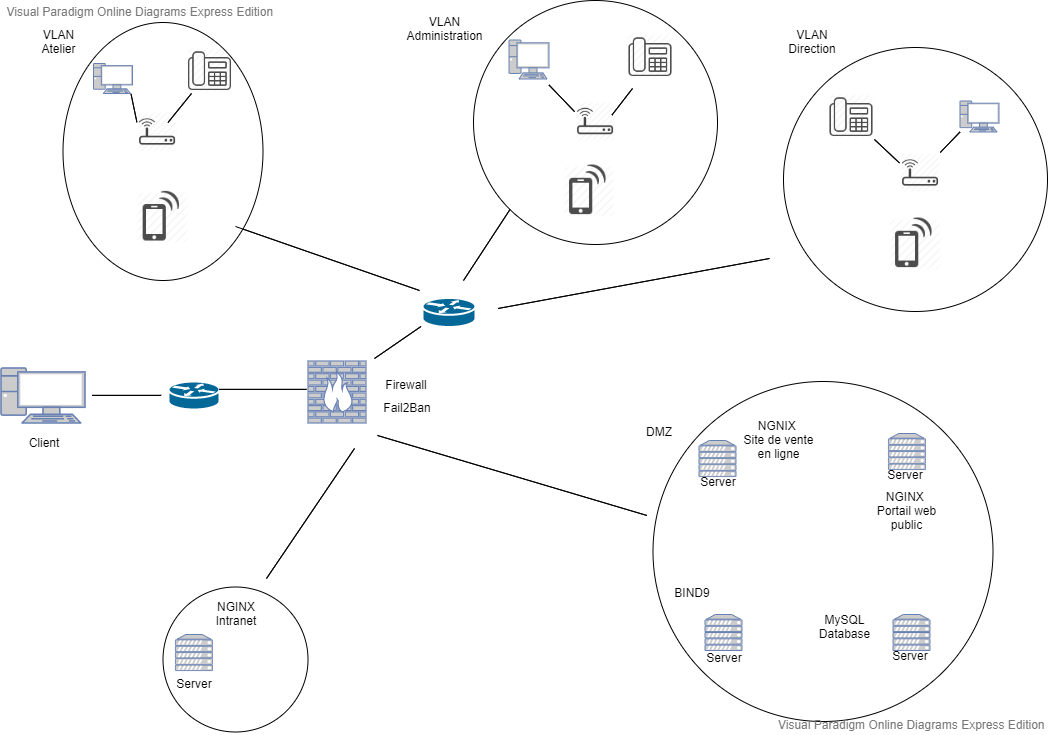 Visual Paradigm Online Diagrams Express Edition
VLAN
Atelier
VLAN
Administration
VLAN
Direction
Firewall
Fail2Ban
Client
DMZ
NGNIX
Site de vente
en ligne
Server
Server
NGINX
Portail web
public
BIND9
Server
MySQL
Database
Server
NGINX
Intranet
Server
Visual Paradigm Online Diagrams Express Edition